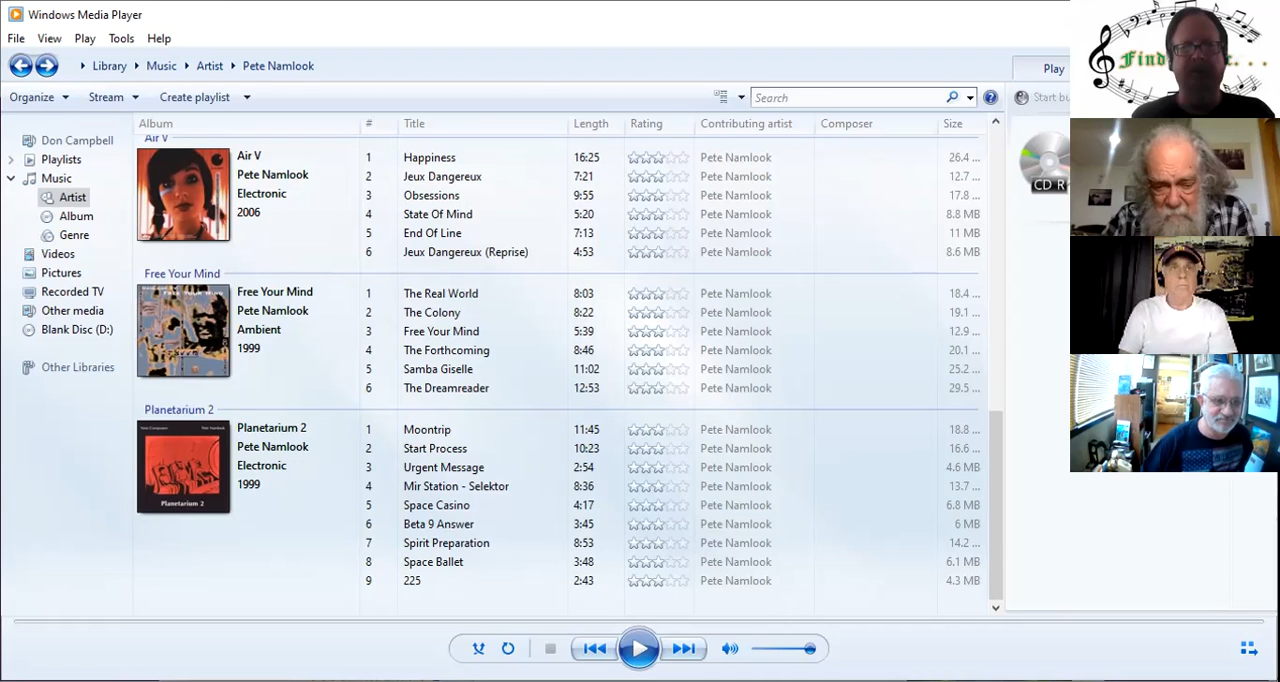 Windows Media Player
File View Play Tools Help
Library Music Artist Pete Namlook
Play
Organize Stream Create playlist
Search
Start bu
Album # Title Length Rating Contributing artist Composer Size
Don Campbell
Playlists
Music
Artist
Album
Genre
Videos
Pictures
Recorded TV
Other media
Blank Disc (D:)
Other Libraries
Air V
Air V
Pete Namlook
Electronic
2006
1 Happiness 16:25 Pete Namlook 26.4 ...
2 Jeux Dangereux 7:21 Pete Namlook 12.7 ...
3 Obsessions 9:55 Pete Namlook 17.8 ...
4 State Of Mind 5:20 Pete Namlook 8.8 MB
5 End Of Line 7:13 Pete Namlook 11 MB
6 Jeux Dangereux (Reprise) 4:53 Pete Namlook 8.6 MB
Free Your Mind
Free Your Mind
Pete Namlook
Ambient
1999
1 The Real World 8:03 Pete Namlook 18.4 ...
2 The Colony 8:22 Pete Namlook 19.1 ...
3 Free Your Mind 5:39 Pete Namlook 12.9 ...
4 The Forthcoming 8:46 Pete Namlook 20.1 ...
5 Samba Giselle 11:02 Pete Namlook 25.2 ...
6 The Dreamreader 12:53 Pete Namlook 29.5 ...
Planetarium 2
Planetarium 2
Planetarium 2
Pete Namlook
Electronic
1999
1 Moontrip 11:45 Pete Namlook 18.8 ...
2 Start Process 10:23 Pete Namlook 16.6 ...
3 Urgent Message 2:54 Pete Namlook 4.6 MB
4 Mir Station - Selektor 8:36 Pete Namlook 13.7 ...
5 Space Casino 4:17 Pete Namlook 6.8 MB
6 Beta 9 Answer 3:45 Pete Namlook 6 MB
7 Spirit Preparation 8:53 Pete Namlook 14.2 ...
8 Space Ballet 3:48 Pete Namlook 6.1 MB
9 225 2:43 Pete Namlook 4.3 MB
CD R
Find